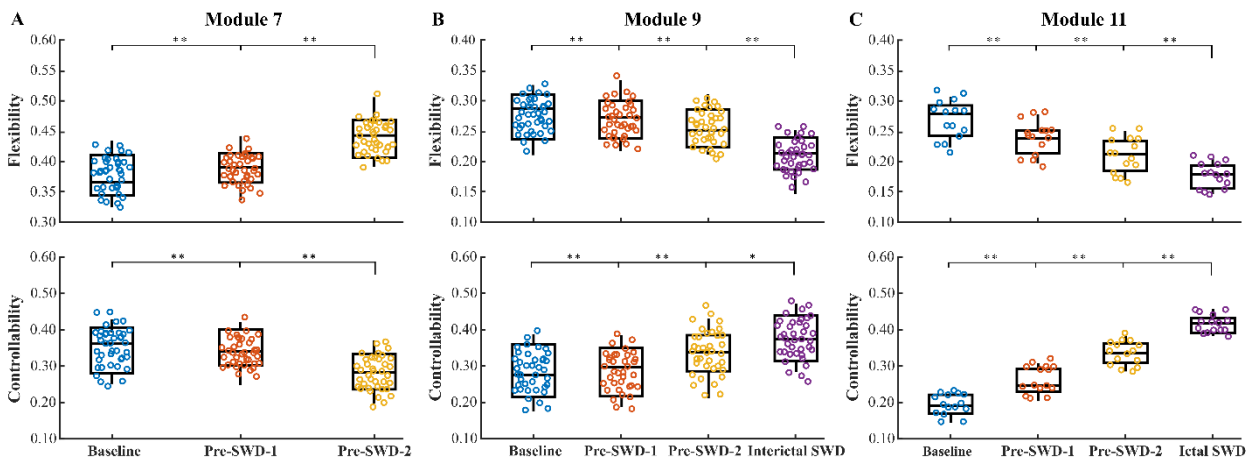 A
Module 7
Flexibility
0.60
0.55
0.50
0.45
0.40
0.35
0.30
**
**
Controllability
0.60
0.50
0.40
0.30
0.20
0.10
**
**
Baseline
Pre-SWD-1
Pre-SWD-2
B
Module 9
Flexibility
0.40
0.35
0.30
0.25
0.20
0.15
0.10
**
**
**
Controllability
0.60
0.50
0.40
0.30
0.20
0.10
**
**
*
Baseline
Pre-SWD-1
Pre-SWD-2
Interictal SWD
C
Module 11
Flexibility
0.40
0.35
0.30
0.25
0.20
0.15
0.10
**
**
**
Controllability
0.60
0.50
0.40
0.30
0.20
0.10
**
**
**
Baseline
Pre-SWD-1
Pre-SWD-2
Ictal SWD